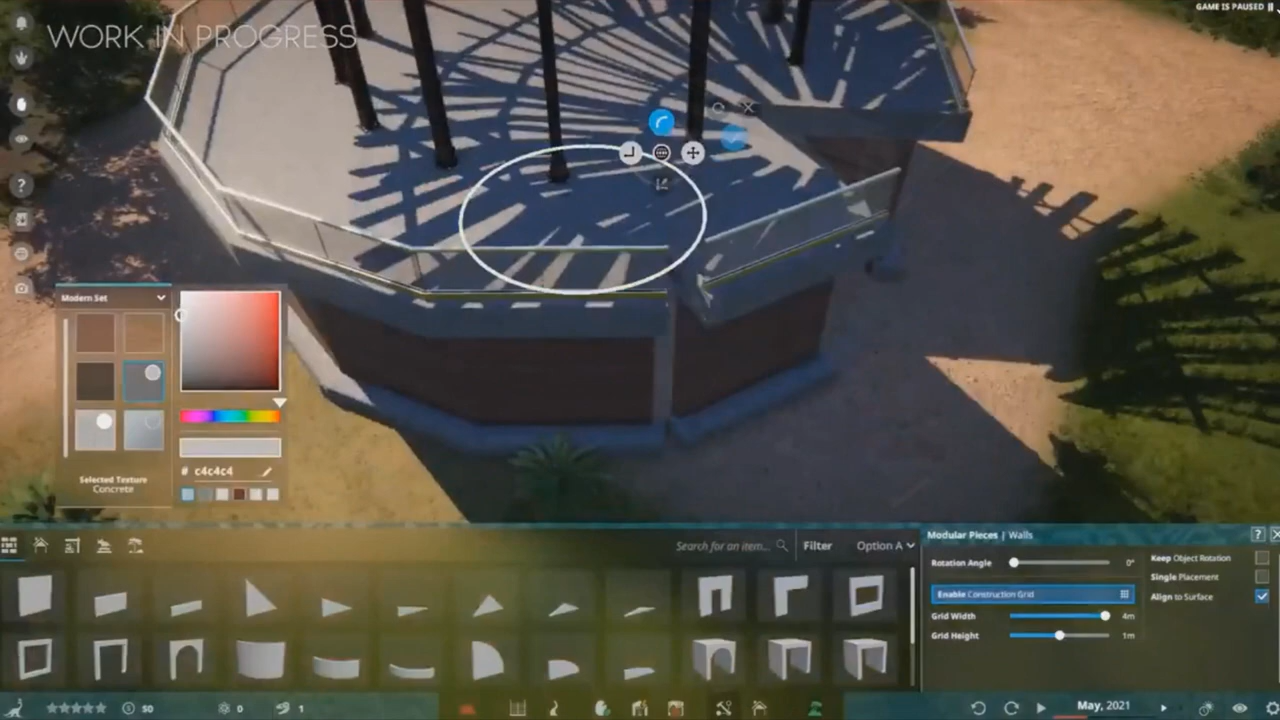 GAME IS PAUSED
WORK IN PROGRESS
?
Modern Set
Selected Texture
Concrete
# c4c4c4
Search for an item...
Filter
Option A
Modular Pieces | Walls
?
Rotation Angle
0°
Enable Construction Grid
Grid Width
4m
Grid Height
1m
Keep Object Rotation
Single Placement
Align to Surface
$0
0
1
May, 2021